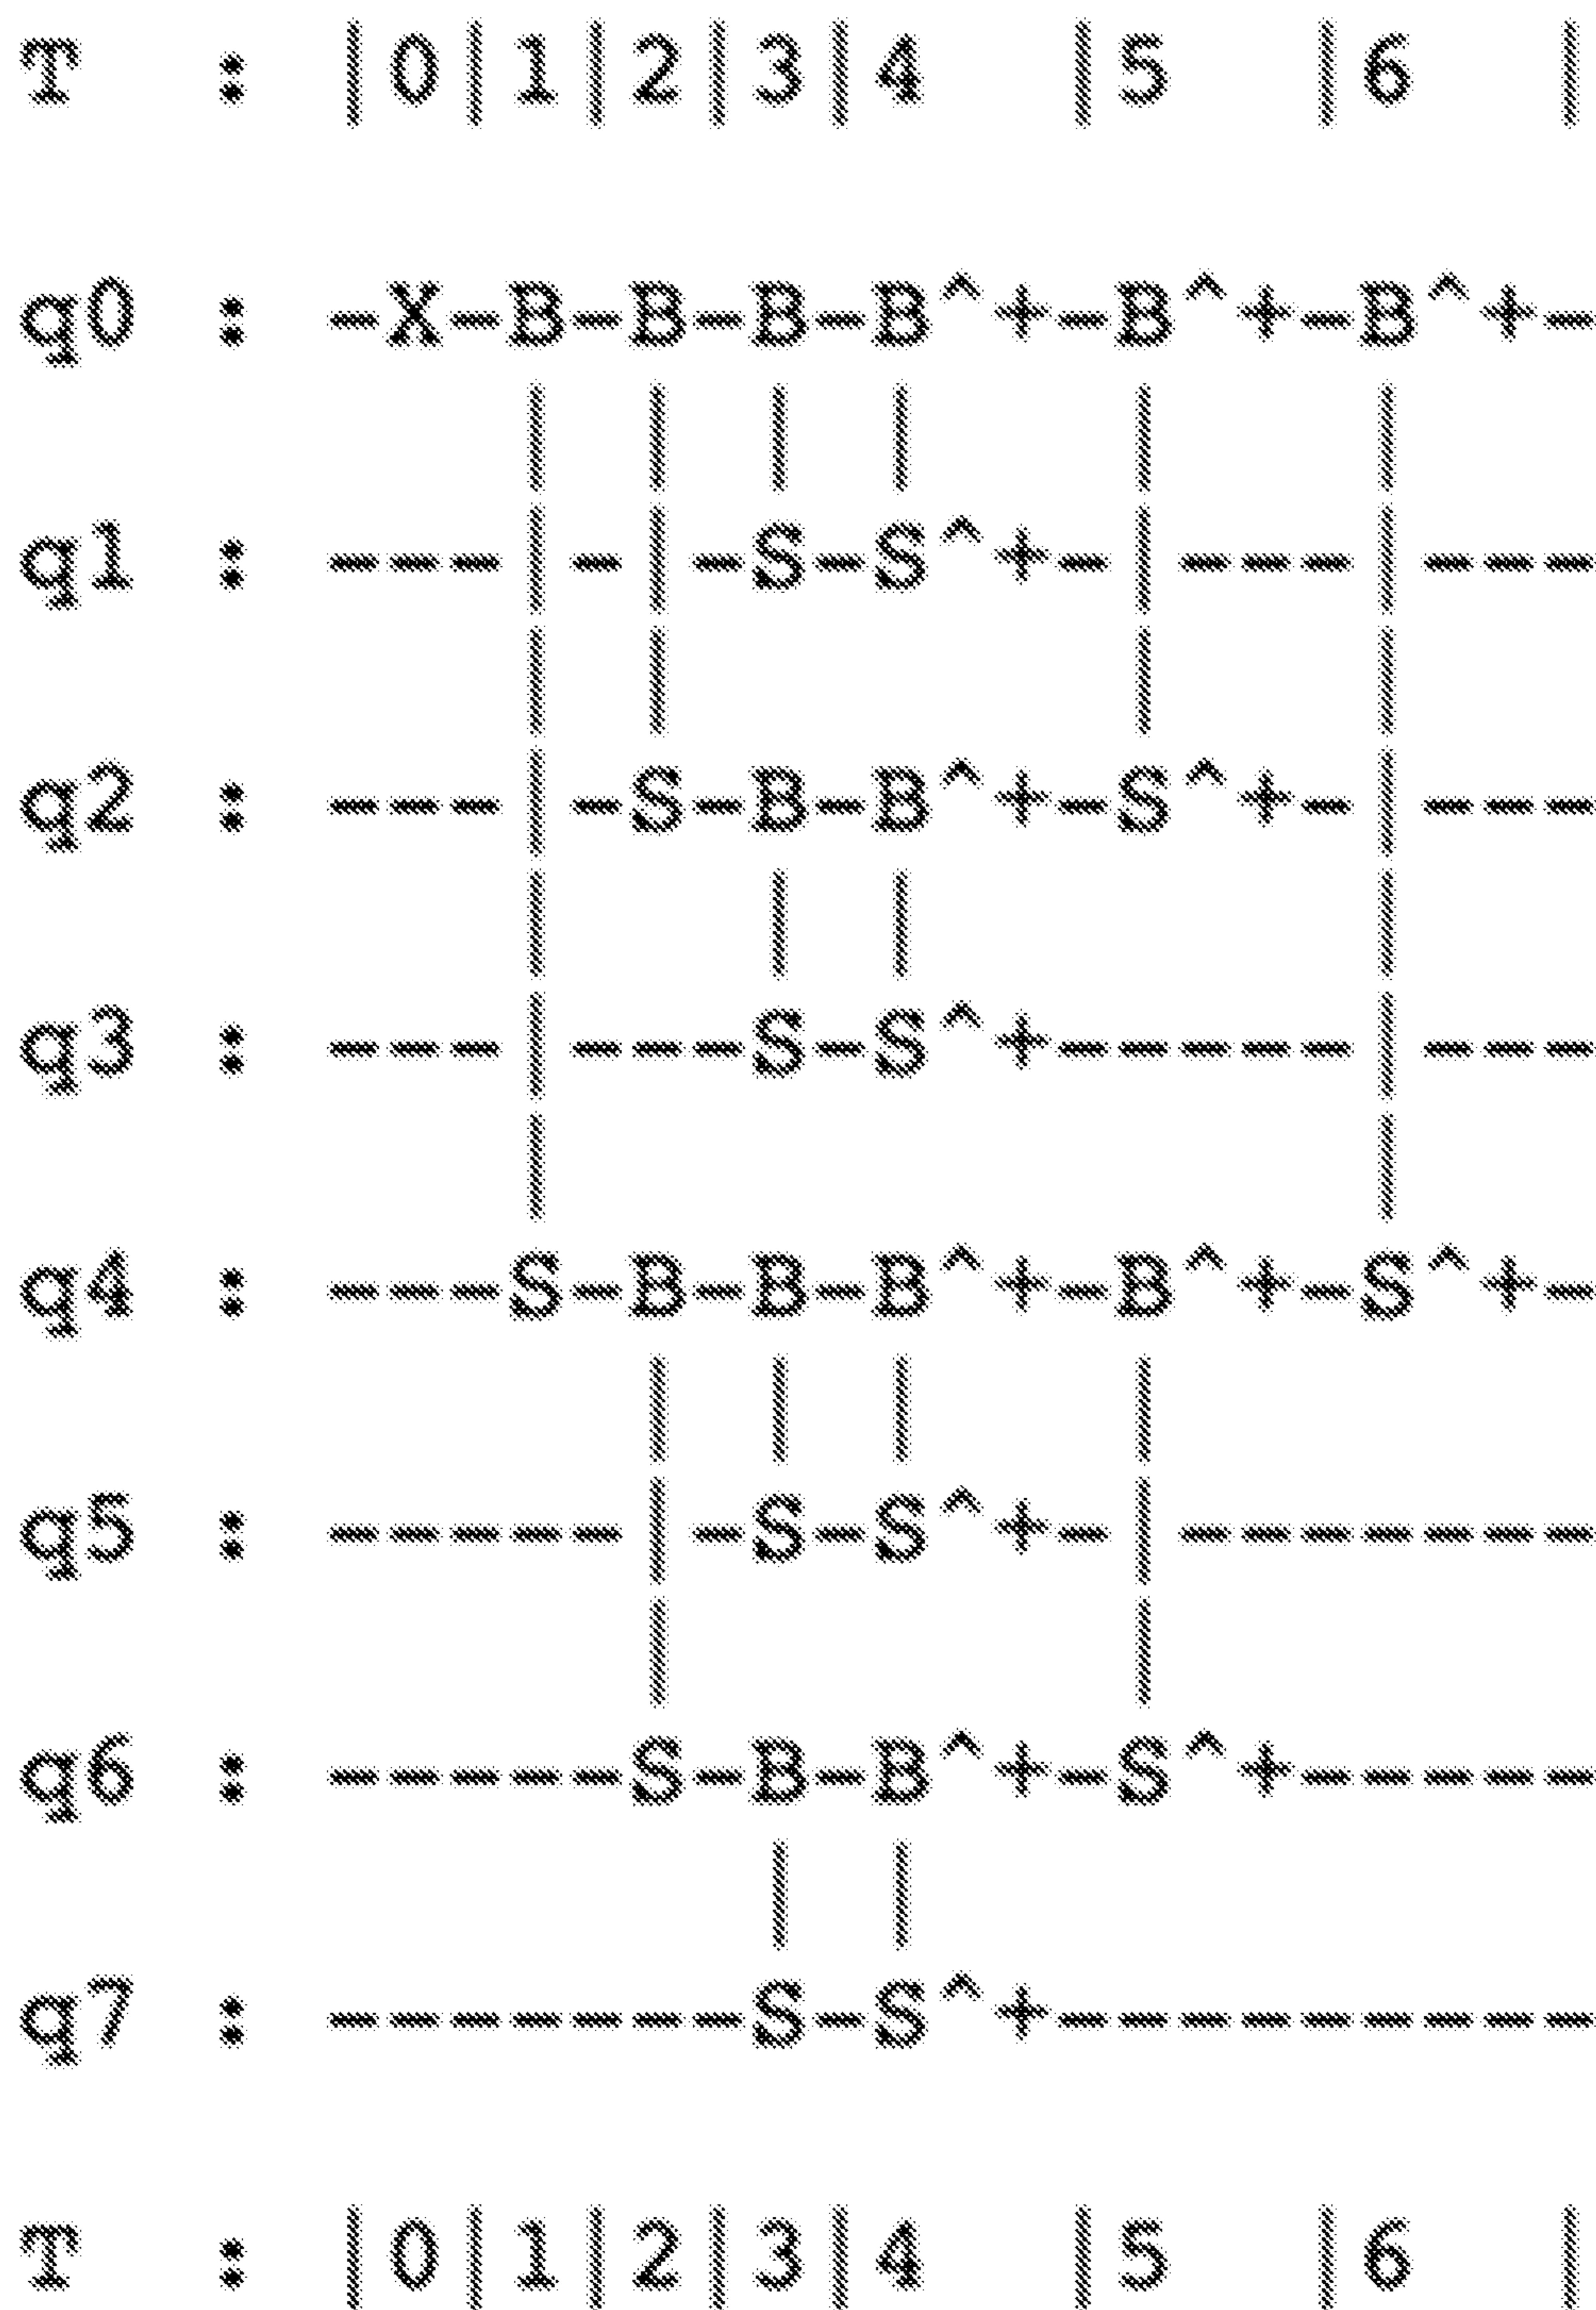 T  : |0|1|2|3|4  |5  |6  |
q0 : -X-B-B-B-B^+-B^+-B^+-
        | | | |   |   |
q1 : ---|-|-S-S^+-|---|---
        | |       |   |
q2 : ---|-S-B-B^+-S^+-|---
        |   | |       |
q3 : ---|---S-S^+-----|---
        |             |
q4 : ---S-B-B-B^+-B^+-S^+-
          | | |   |
q5 : -----|-S-S^+-|-------
          |       |
q6 : -----S-B-B^+-S^+-----
            | |
q7 : -------S-S^+---------
T  : |0|1|2|3|4  |5  |6  |